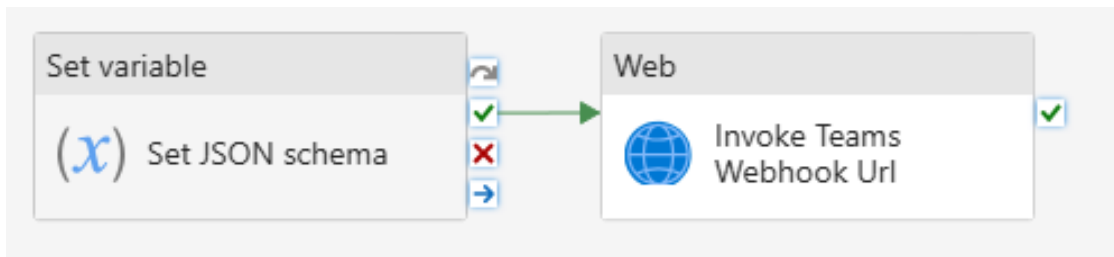 Set variable
(x) Set JSON schema
Web
Invoke Teams
Webhook Url